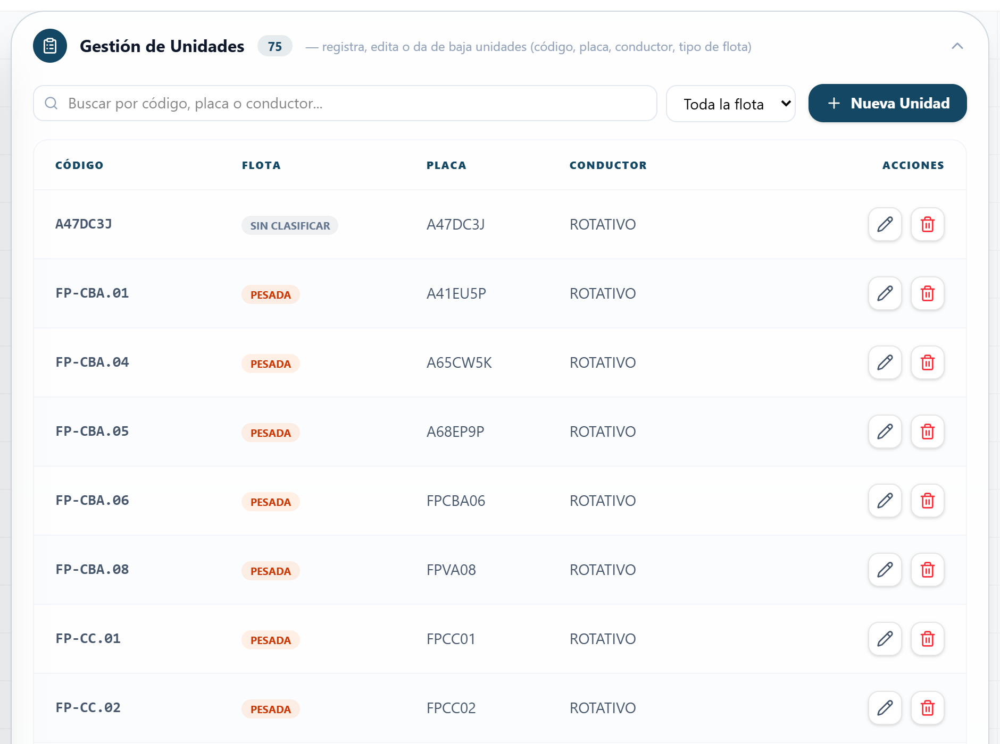 Gestión de Unidades 75 — registra, edita o da de baja unidades (código, placa, conductor, tipo de flota)
Buscar por código, placa o conductor... Toda la flota + Nueva Unidad
CÓDIGO FLOTA PLACA CONDUCTOR ACCIONES
A47DC3J SIN CLASIFICAR A47DC3J ROTATIVO
FP-CBA.01 PESADA A41EU5P ROTATIVO
FP-CBA.04 PESADA A65CW5K ROTATIVO
FP-CBA.05 PESADA A68EP9P ROTATIVO
FP-CBA.06 PESADA FPCBA06 ROTATIVO
FP-CBA.08 PESADA FPVA08 ROTATIVO
FP-CC.01 PESADA FPCC01 ROTATIVO
FP-CC.02 PESADA FPCC02 ROTATIVO